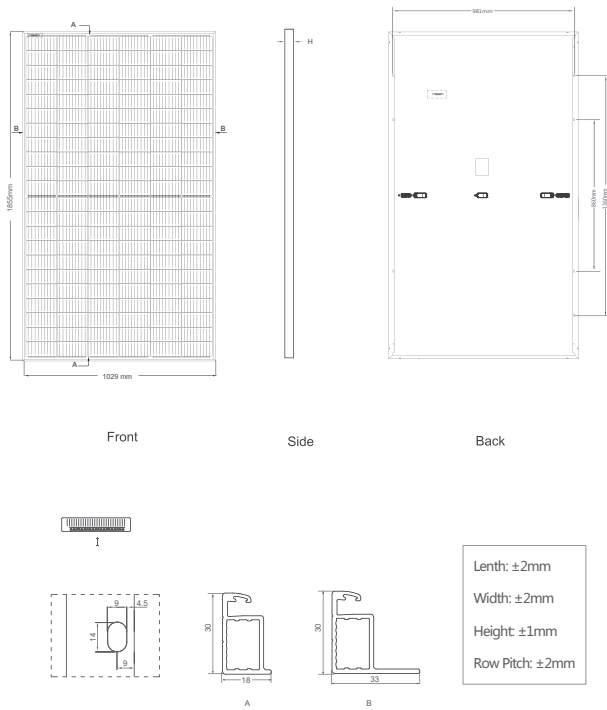 A
B
B
1855mm
A
1029 mm
H
981mm
860mm
1360mm
Front
Side
Back
9
4.5
14
9
30
18
A
30
33
B
Lenth: ±2mm
Width: ±2mm
Height: ±1mm
Row Pitch: ±2mm